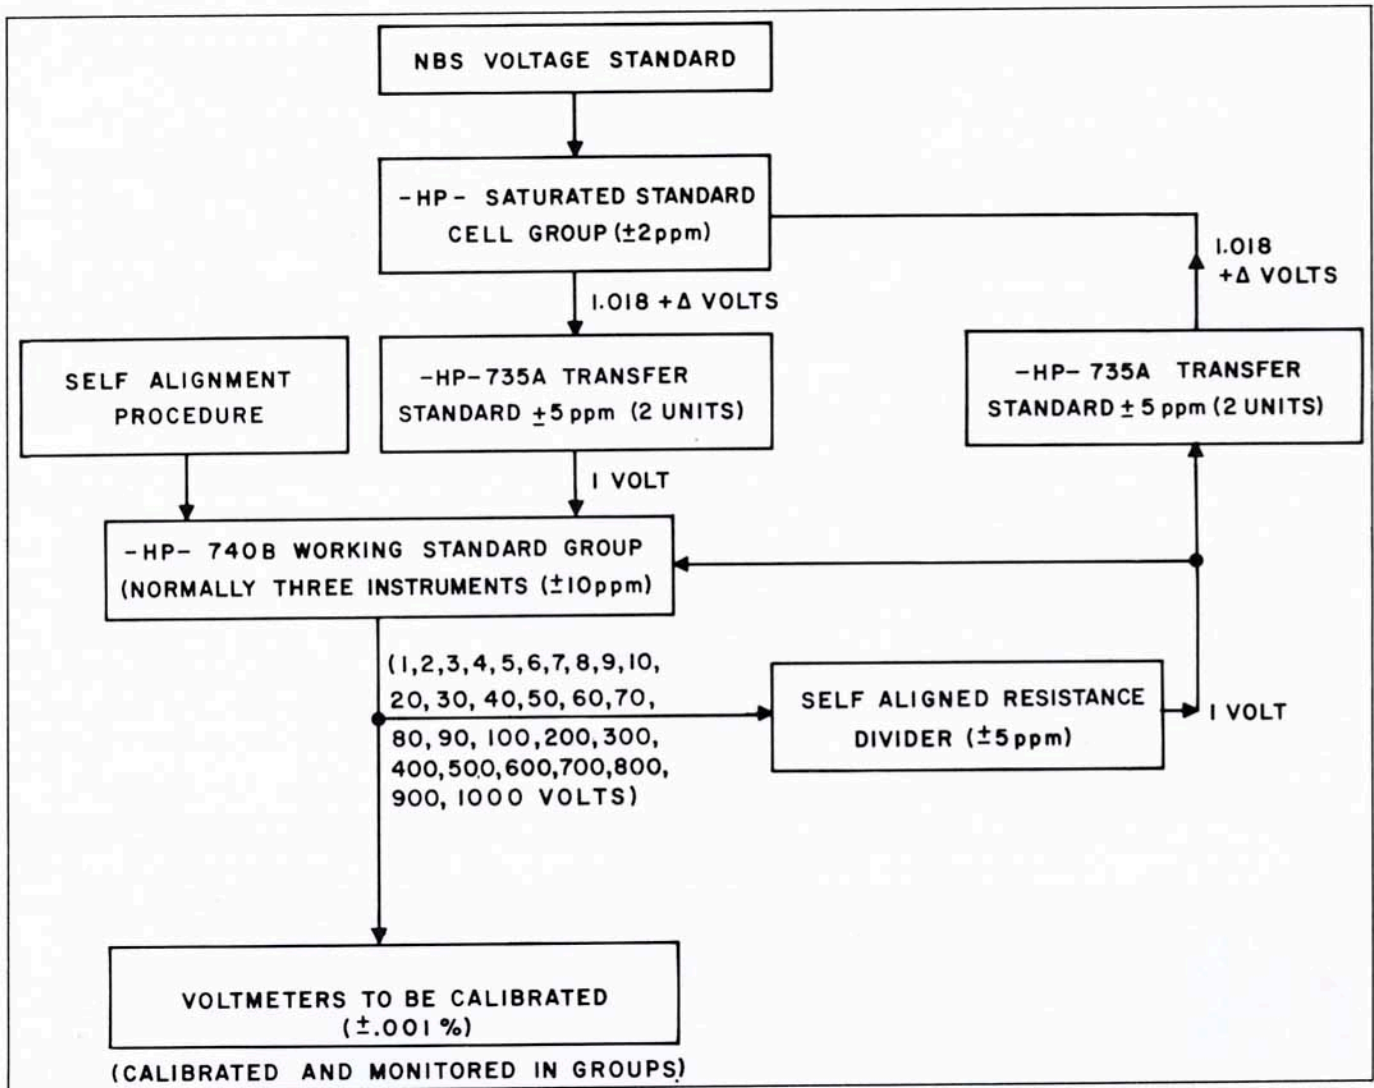 NBS VOLTAGE STANDARD
-HP- SATURATED STANDARD
CELL GROUP (±2ppm)
1.018
+Δ VOLTS
1.018 +Δ VOLTS
SELF ALIGNMENT
PROCEDURE
-HP-735A TRANSFER
STANDARD ±5ppm (2 UNITS)
-HP-735A TRANSFER
STANDARD ±5ppm (2 UNITS)
1 VOLT
-HP- 740B WORKING STANDARD GROUP
(NORMALLY THREE INSTRUMENTS (±10ppm)
(1,2,3,4,5,6,7,8,9,10,
20, 30, 40,50, 60,70,
80, 90, 100,200,300,
400,500,600,700,800,
900, 1000 VOLTS)
SELF ALIGNED RESISTANCE
DIVIDER (±5ppm)
1 VOLT
VOLTMETERS TO BE CALIBRATED
(±.001%)
(CALIBRATED AND MONITORED IN GROUPS)